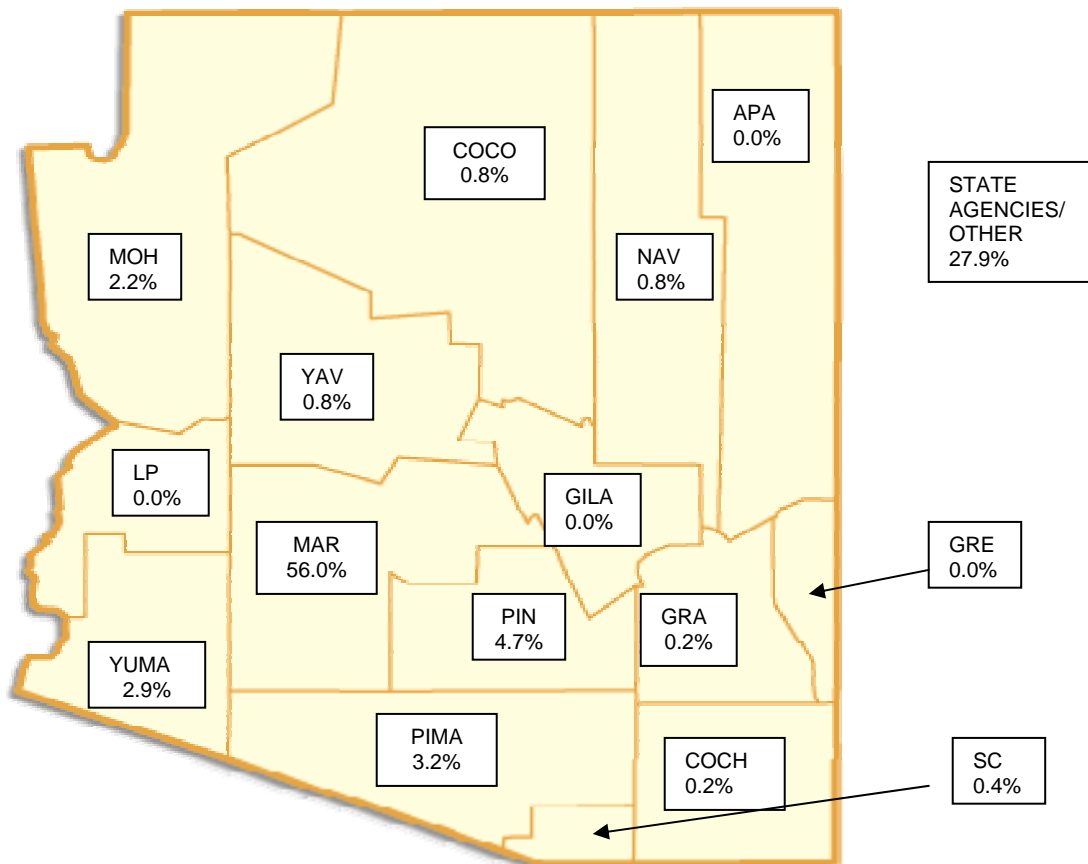 APA
0.0%
COCO
0.8%
STATE
AGENCIES/
OTHER
27.9%
MOH
2.2%
NAV
0.8%
YAV
0.8%
LP
0.0%
GILA
0.0%
MAR
56.0%
GRE
0.0%
PIN
4.7%
GRA
0.2%
YUMA
2.9%
PIMA
3.2%
COCH
0.2%
SC
0.4%